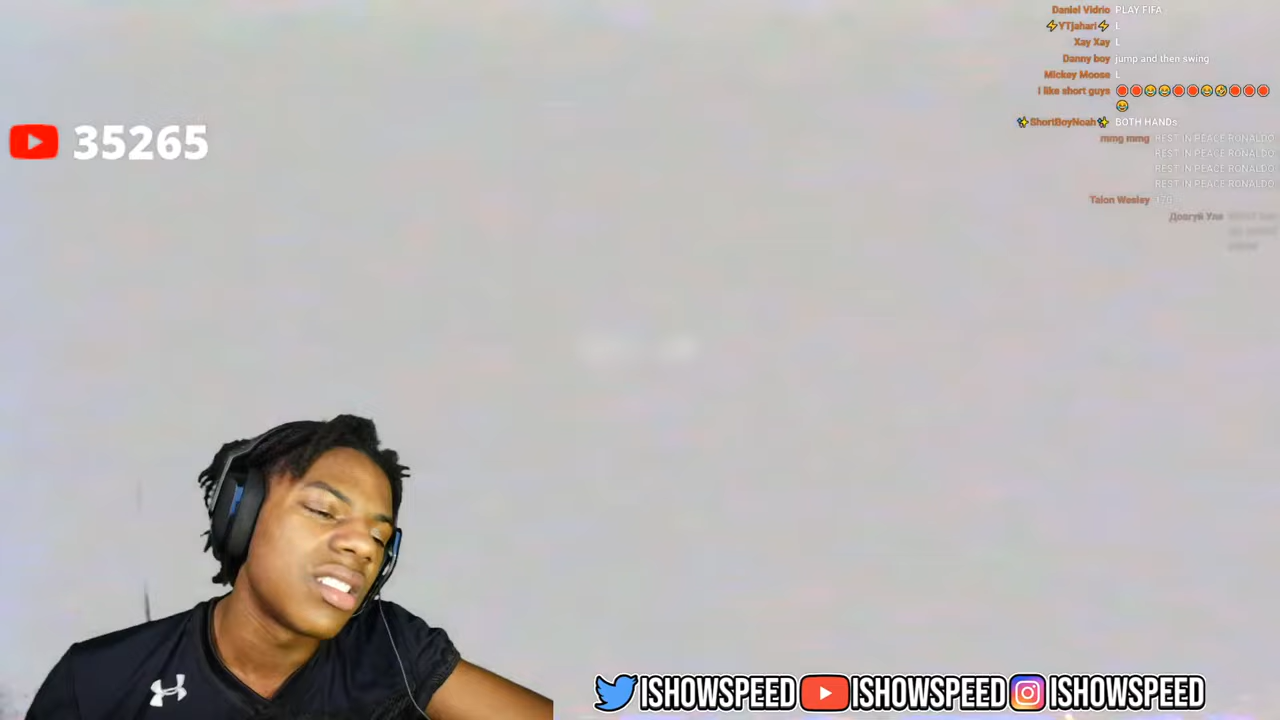 Daniel Vidrio PLAY FIFA
⚡YTjahari⚡ L
Xay Xay L
Danny boy jump and then swing
Mickey Moose L
I like short guys 🔴🔴😂😂🔴🔴😂🤣🔴🔴🔴
😂
✨ShortBoyNoah✨ BOTH HANDs
mmg mmg REST IN PEACE RONALDO
REST IN PEACE RONALDO
REST IN PEACE RONALDO
REST IN PEACE RONALDO
Talon Wesley
Довгуй Уля
35265
ISHOWSPEED ISHOWSPEED ISHOWSPEED